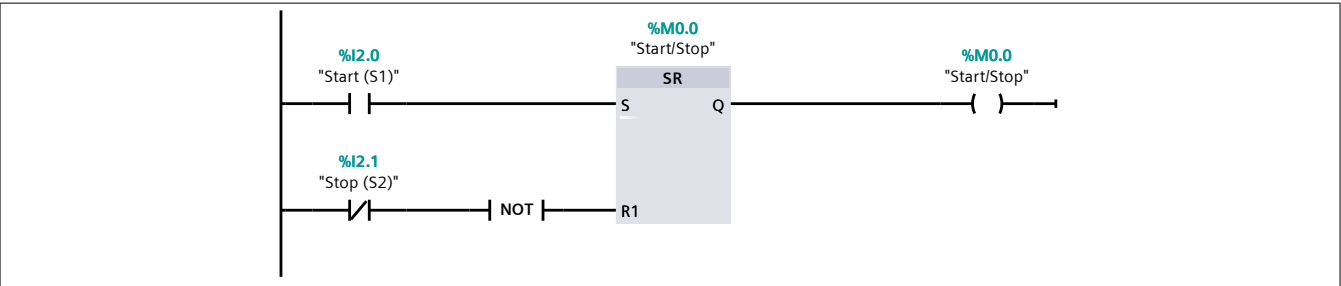 %M0.0
"Start/Stop"
%I2.0
"Start (S1)"
%M0.0
"Start/Stop"
SR
S
Q
%I2.1
"Stop (S2)"
NOT
R1